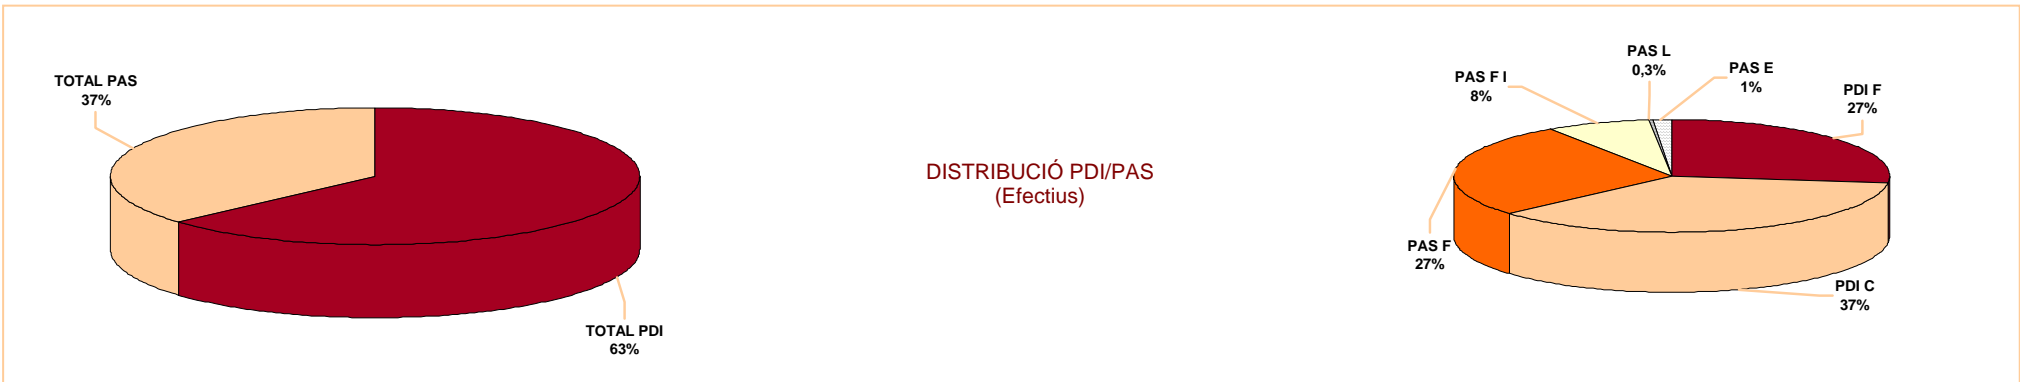 TOTAL PAS
37%
TOTAL PDI
63%
DISTRIBUCIÓ PDI/PAS
(Efectius)
PAS L
0,3%
PAS E
1%
PAS F I
8%
PDI F
27%
PAS F
27%
PDI C
37%